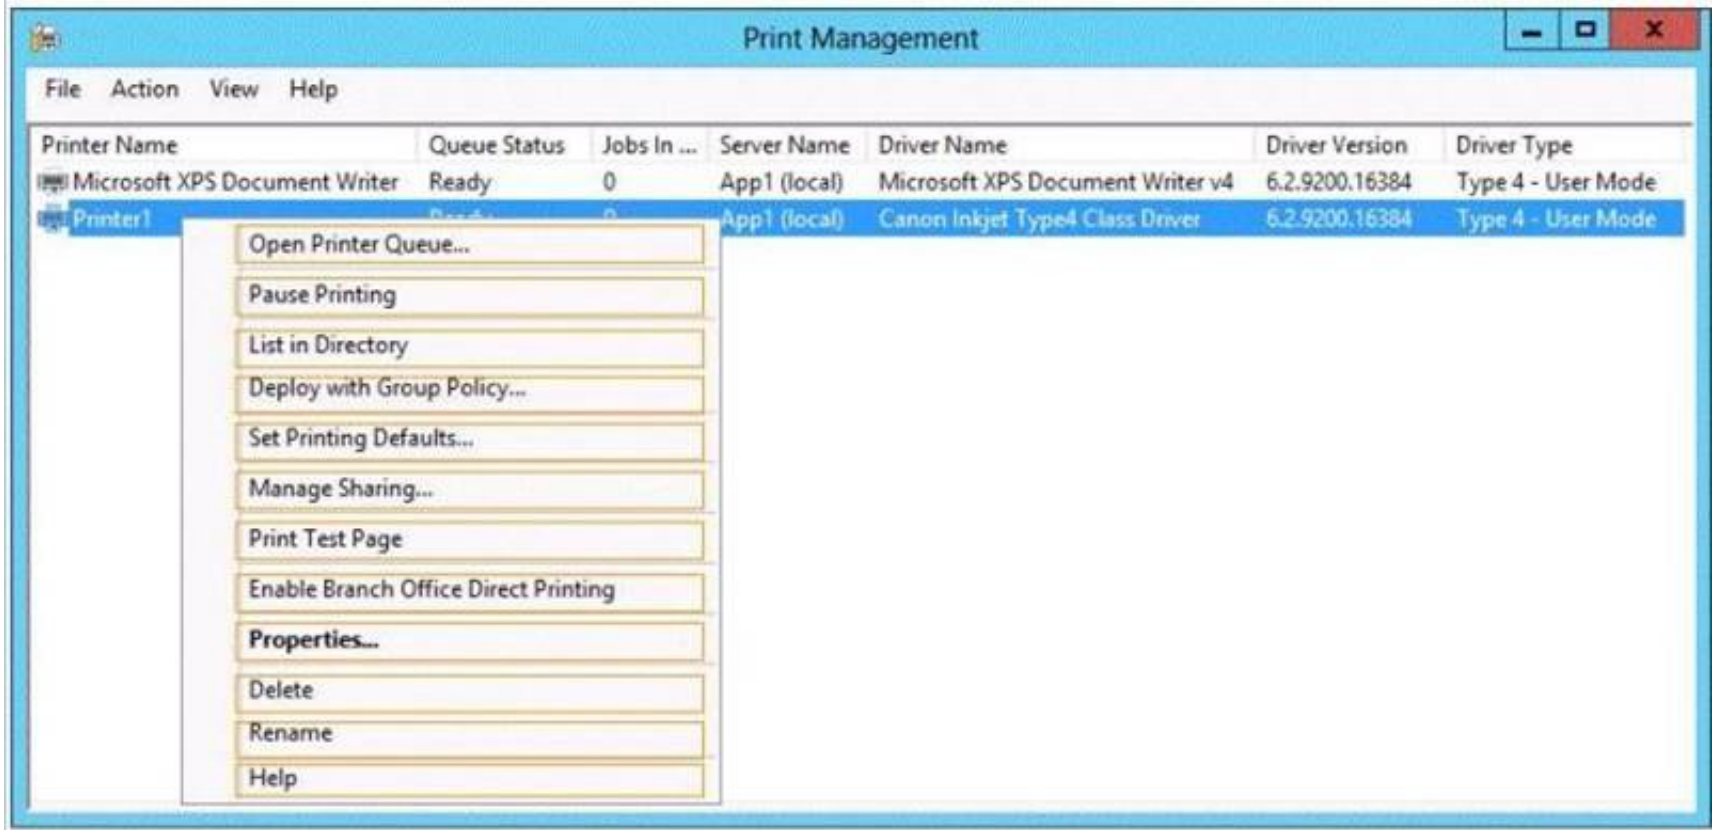 Print Management
File Action View Help
Printer Name Queue Status Jobs In ... Server Name Driver Name Driver Version Driver Type
Microsoft XPS Document Writer Ready 0 App1 (local) Microsoft XPS Document Writer v4 6.2.9200.16384 Type 4 - User Mode
Printer1 Ready 0 App1 (local) Canon Inkjet Type4 Class Driver 6.2.9200.16384 Type 4 - User Mode
Open Printer Queue...
Pause Printing
List in Directory
Deploy with Group Policy...
Set Printing Defaults...
Manage Sharing...
Print Test Page
Enable Branch Office Direct Printing
Properties...
Delete
Rename
Help